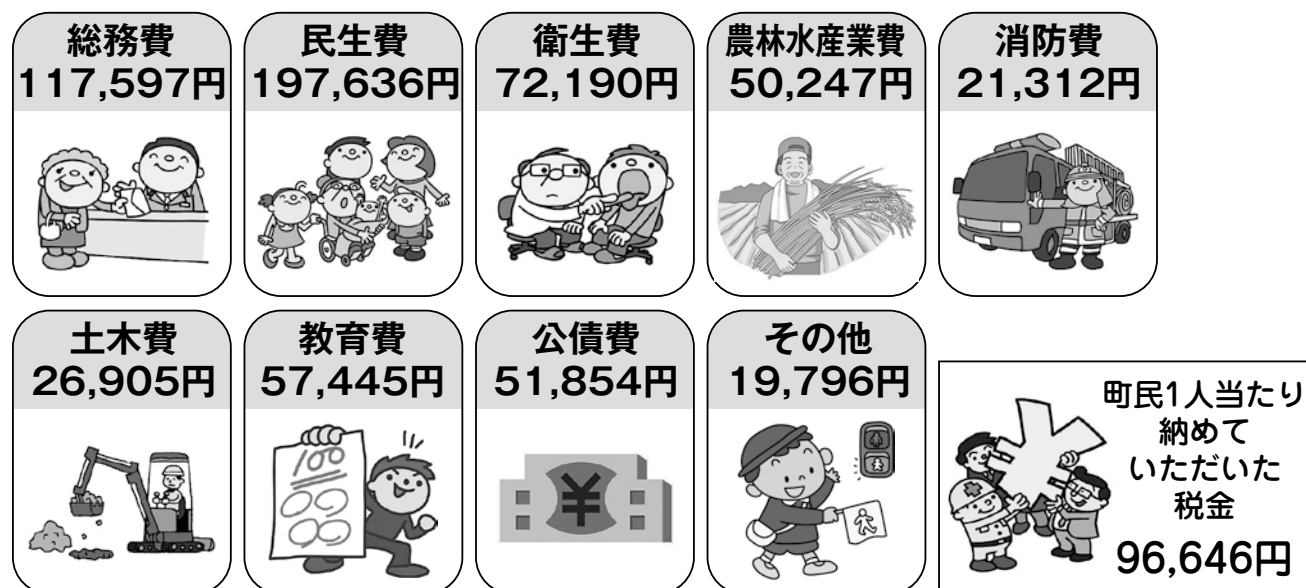 総務費
117,597円
民生費
197,636円
衛生費
72,190円
農林水産業費
50,247円
消防費
21,312円
土木費
26,905円
教育費
57,445円
100
公債費
51,854円
¥
その他
19,796円
町民1人当たり
納めて
いただいた
税金
96,646円